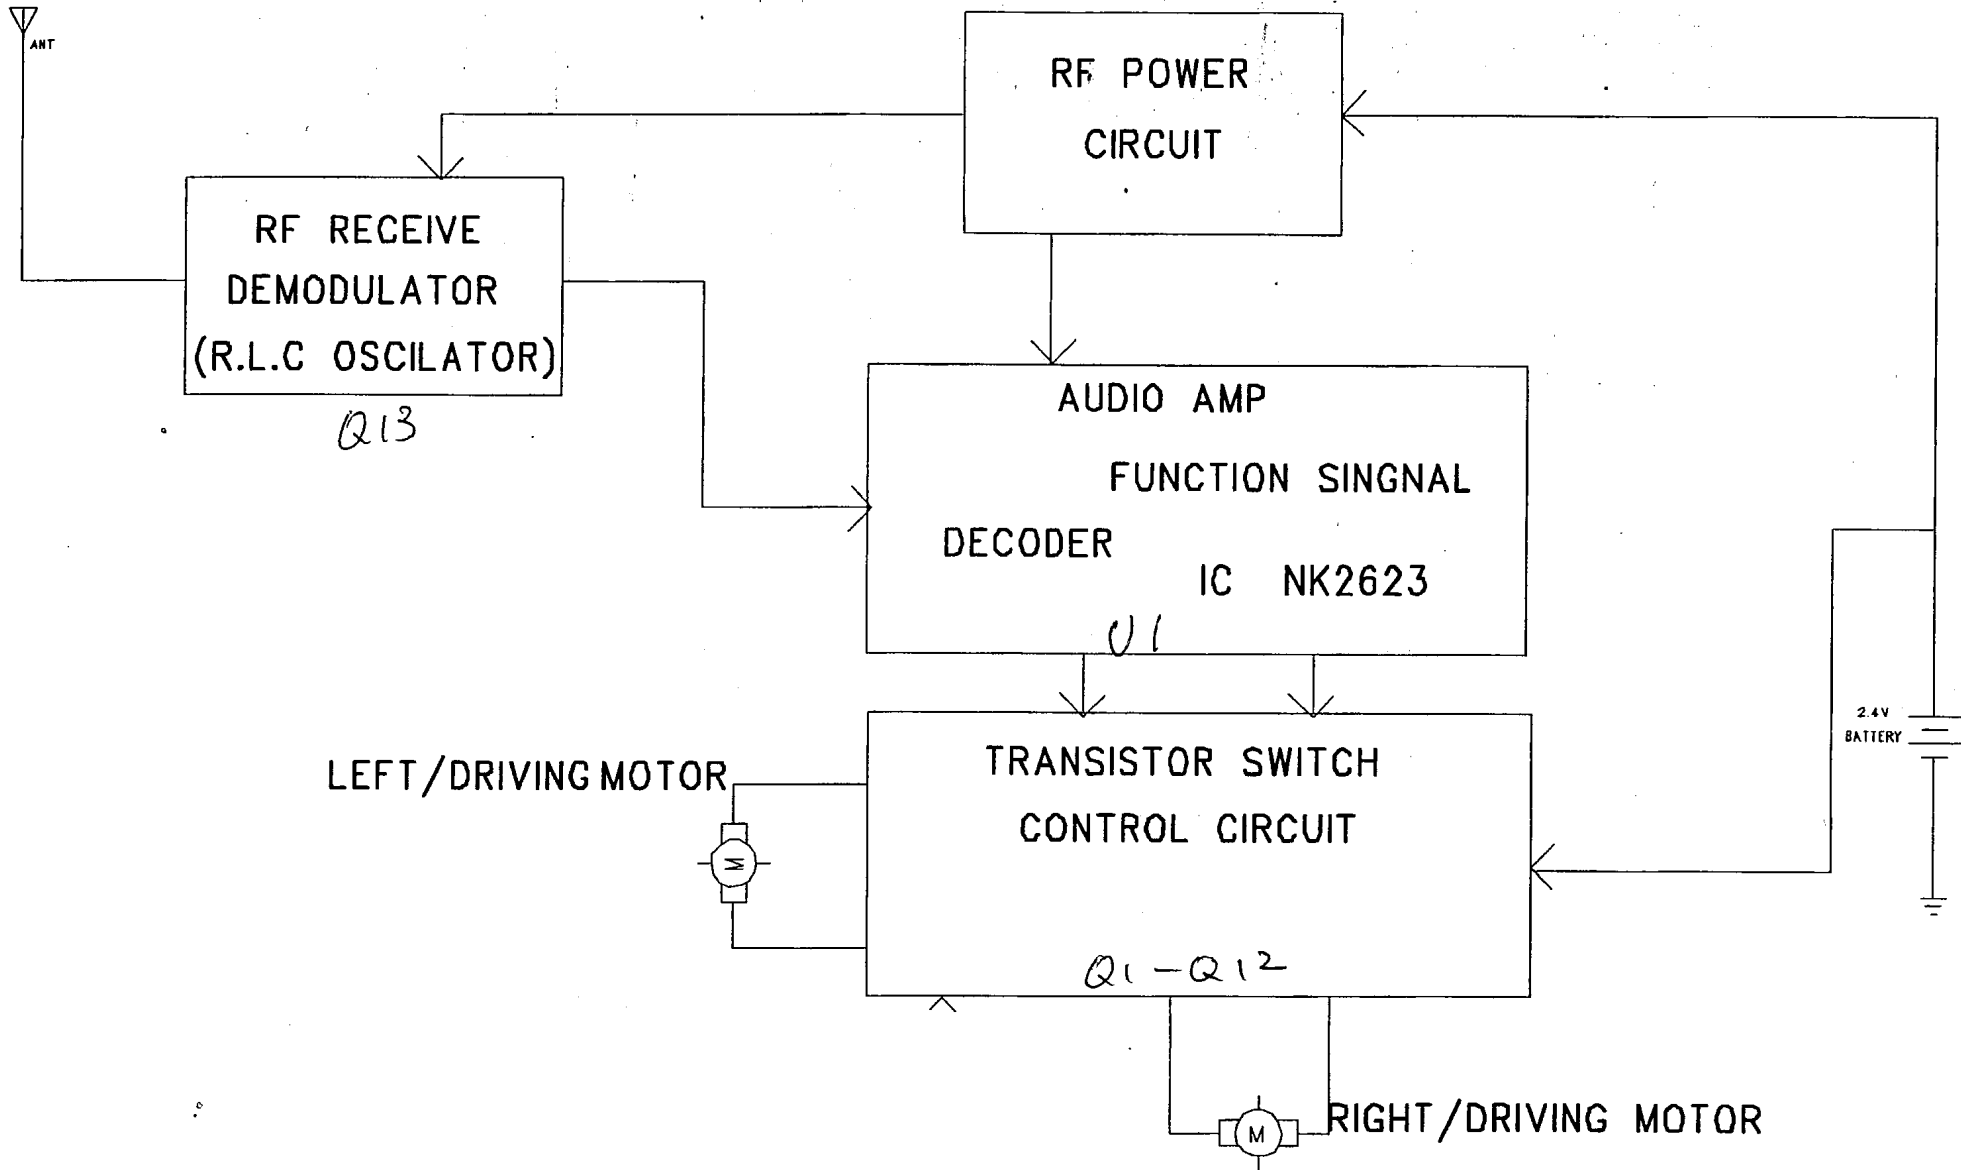 ANT
RF POWER
CIRCUIT
RF RECEIVE
DEMODULATOR
(R.L.C OSCILATOR)
Q13
AUDIO AMP
FUNCTION SINGNAL
DECODER
IC NK2623
U1
2.4V
BATTERY
TRANSISTOR SWITCH
CONTROL CIRCUIT
LEFT/DRIVING MOTOR
M
Q1-Q12
RIGHT/DRIVING MOTOR
M